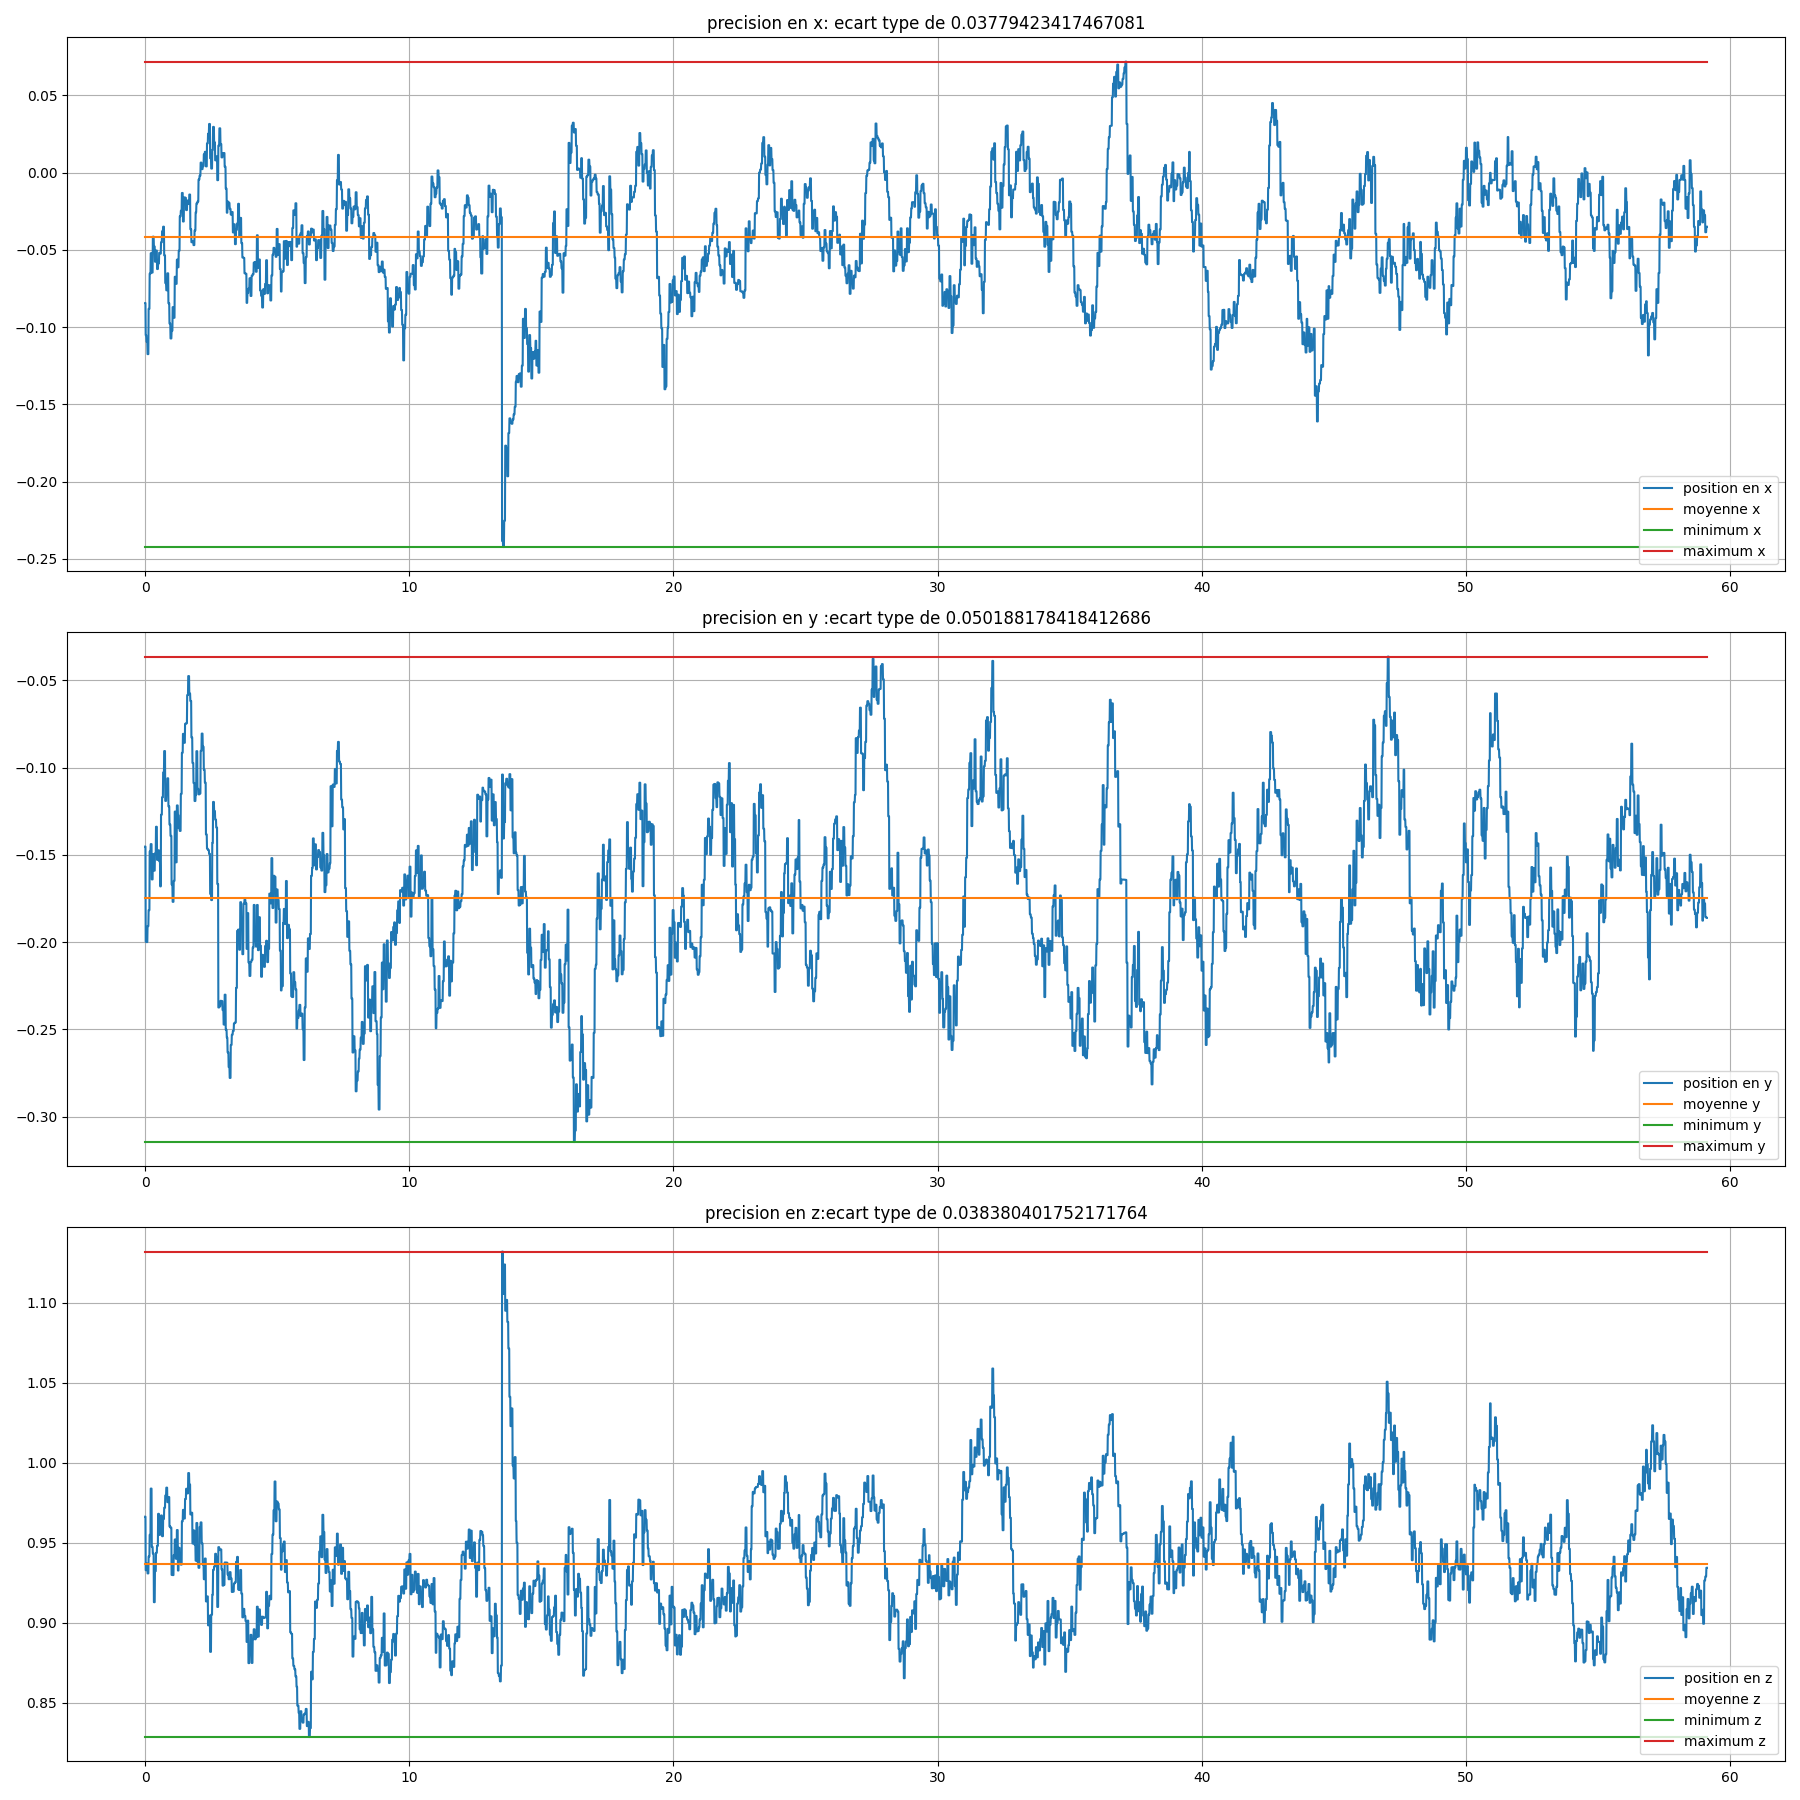 precision en x: ecart type de 0.03779423417467081
0.05
0.00
−0.05
−0.10
−0.15
−0.20
−0.25
position en x
moyenne x
minimum x
maximum x
0 10 20 30 40 50 60
precision en y :ecart type de 0.050188178418412686
−0.05
−0.10
−0.15
−0.20
−0.25
−0.30
position en y
moyenne y
minimum y
maximum y
0 10 20 30 40 50 60
precision en z:ecart type de 0.038380401752171764
1.10
1.05
1.00
0.95
0.90
0.85
position en z
moyenne z
minimum z
maximum z
0 10 20 30 40 50 60